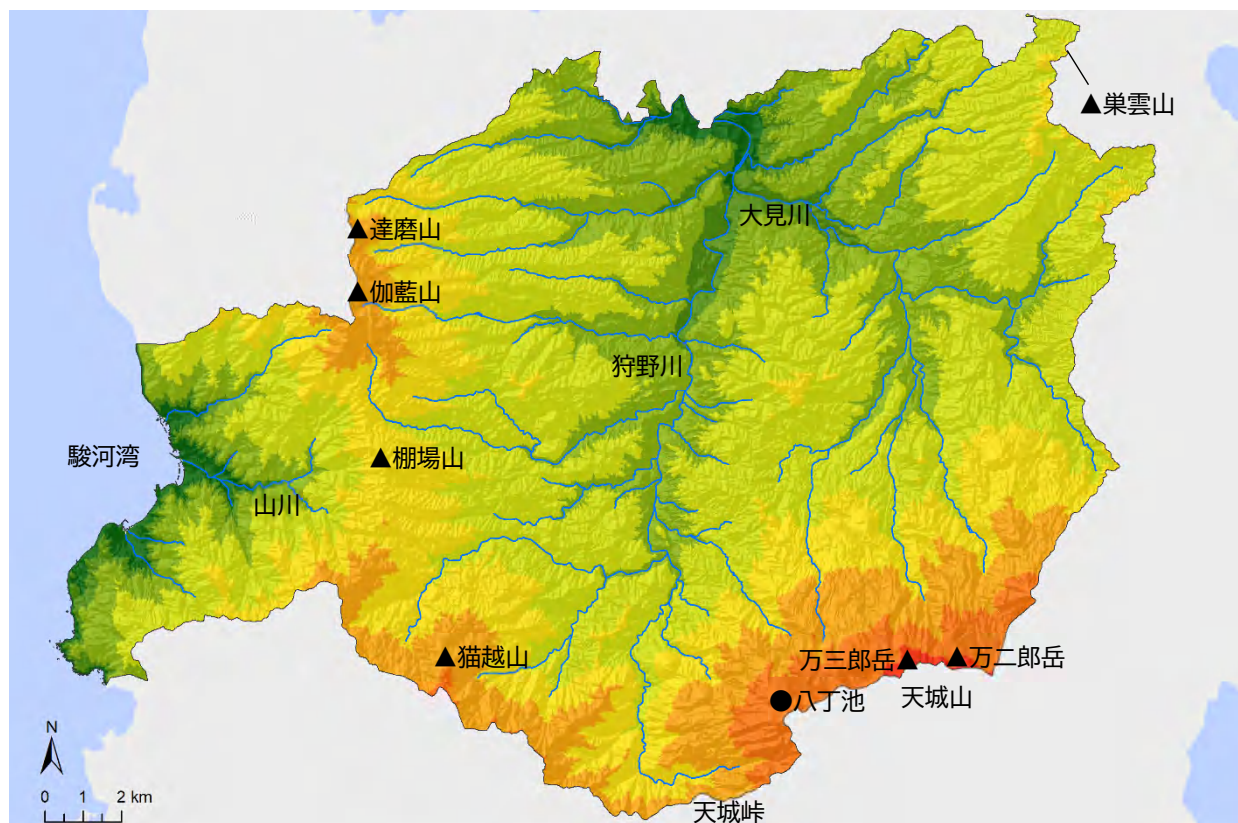 巣雲山
大見川
達磨山
伽藍山
狩野川
駿河湾
棚場山
山川
猫越山
万三郎岳
万二郎岳
天城山
八丁池
天城峠
N
0 1 2 km